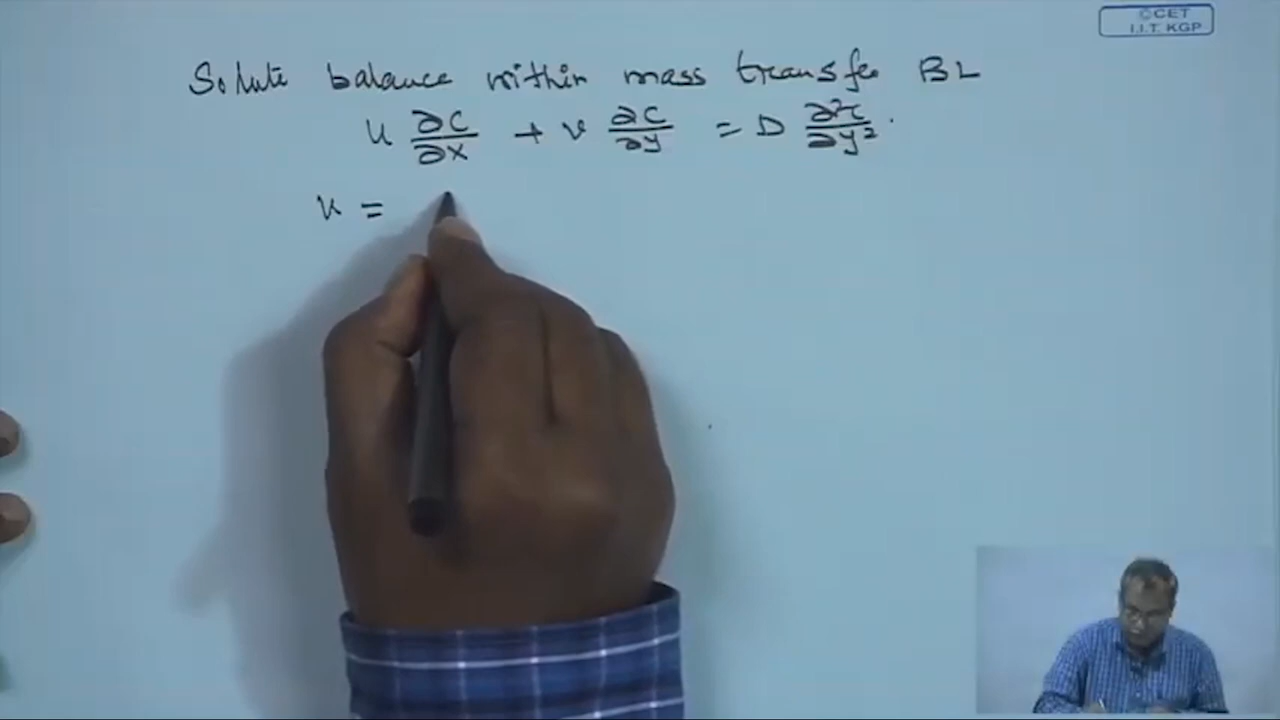 ©CET
I.I.T. KGP
Solute balance within mass transfer BL
u ∂C/∂x + v ∂C/∂y = D ∂²C/∂y².
u =